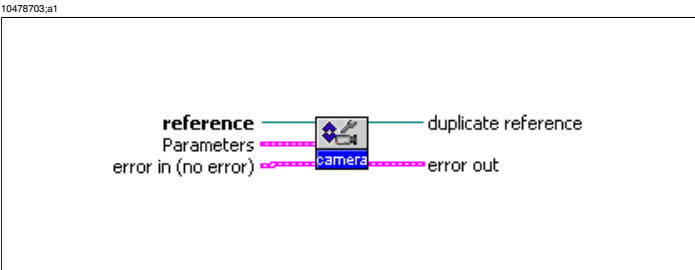 10478703;a1
reference
duplicate reference
Parameters
error in (no error)
camera
error out